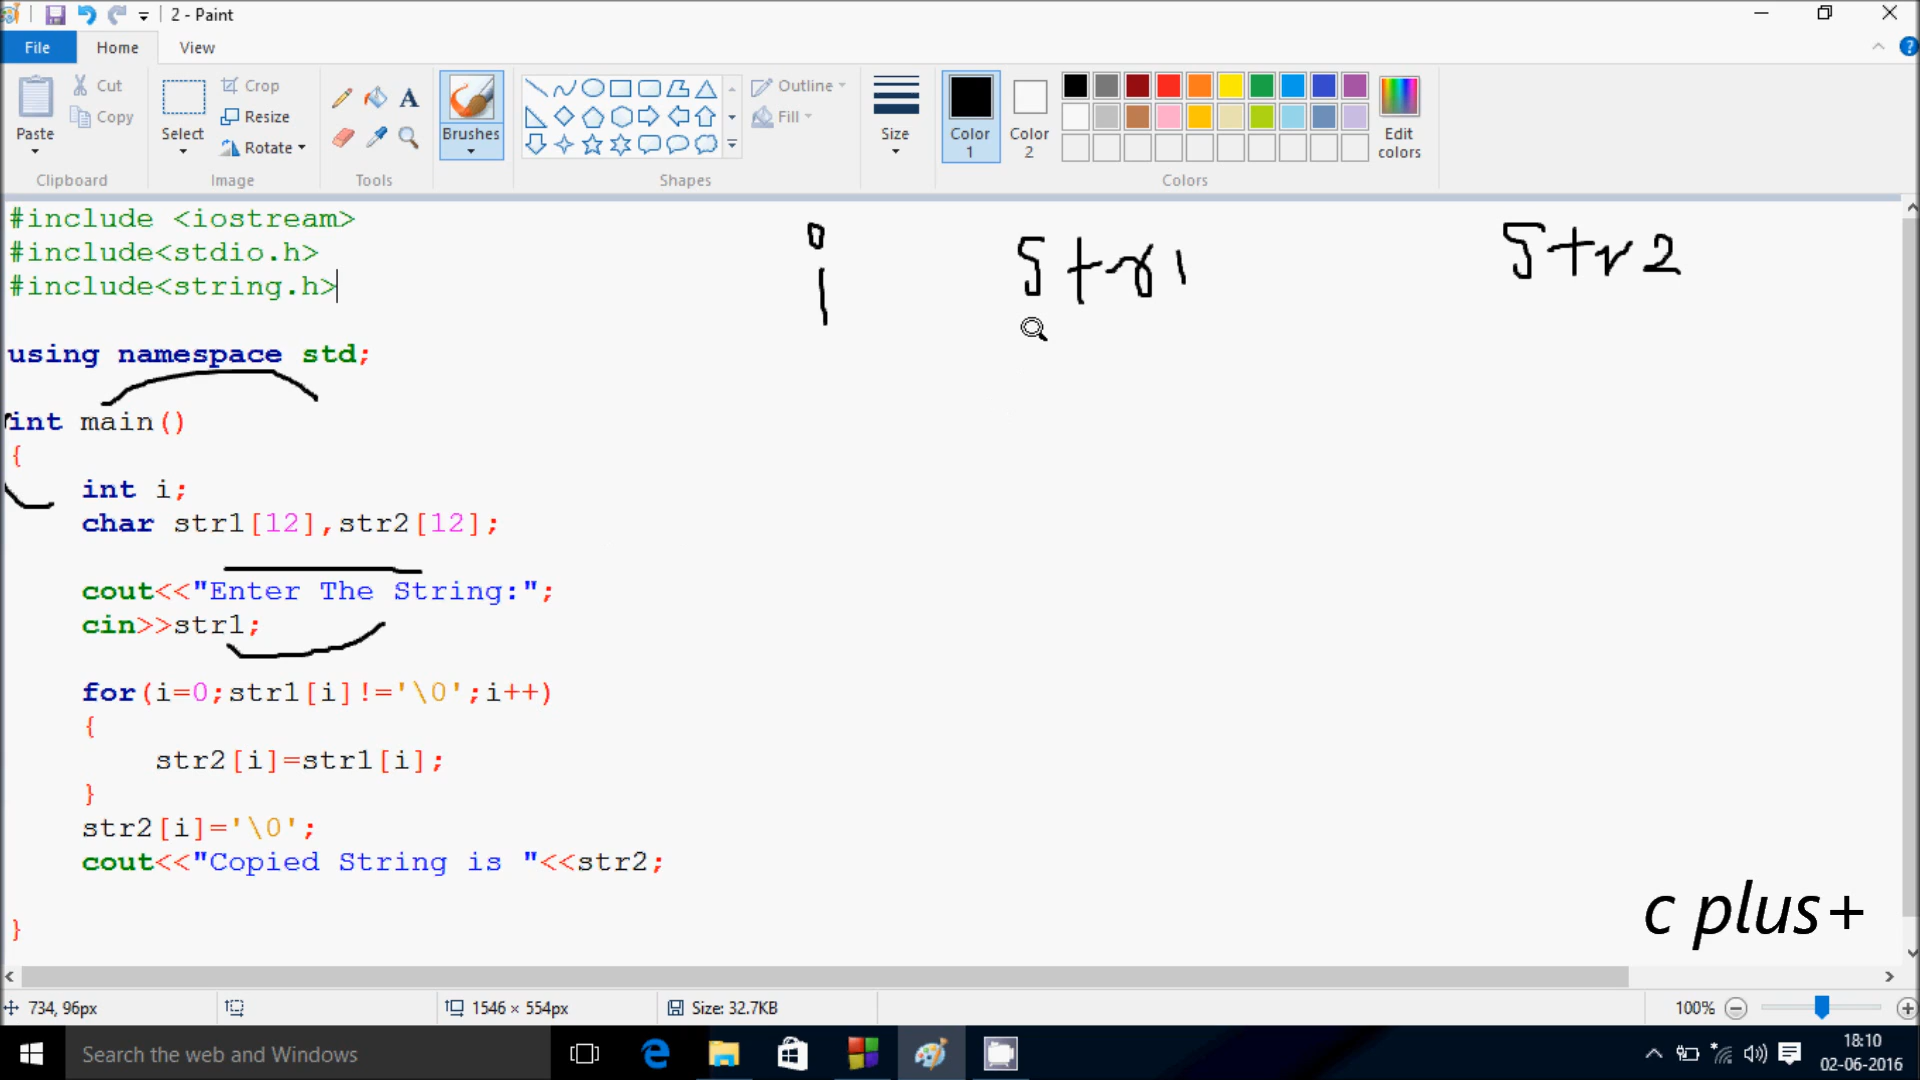 2 - Paint
File Home View
Paste Cut Copy Clipboard
Select Crop Resize Rotate Image
Tools
Brushes
Shapes
Outline
Fill
Size
Color 1
Color 2
Edit colors
Colors
#include <iostream>
#include<stdio.h>
#include<string.h>
using namespace std;
int main()
{
int i;
char str1[12],str2[12];
cout<<"Enter The String:";
cin>>str1;
for(i=0;str1[i]!='\0';i++)
{
str2[i]=str1[i];
}
str2[i]='\0';
cout<<"Copied String is "<<str2;
}
i str1 str2
c plus+
734, 96px 1546 × 554px Size: 32.7KB 100%
Search the web and Windows
18:10
02-06-2016